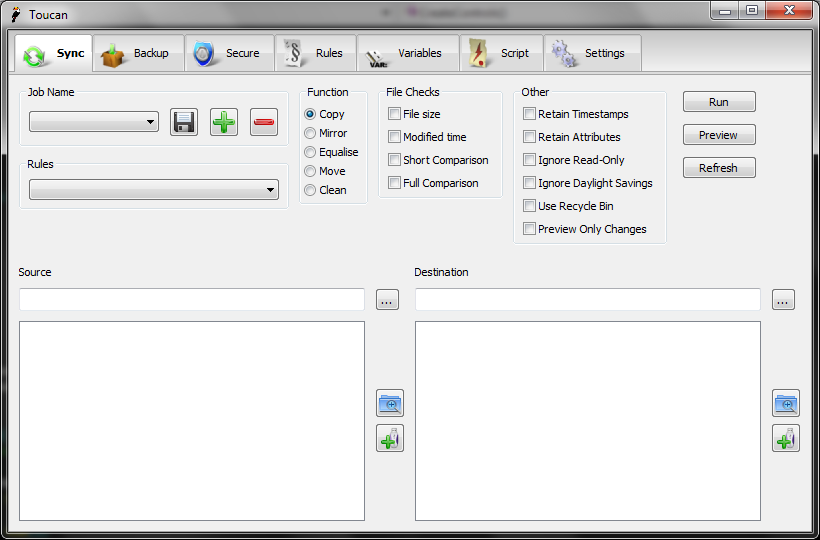 Toucan
Sync Backup Secure Rules Variables Script Settings
VAR:
Job Name
Rules
Function
Copy
Mirror
Equalise
Move
Clean
File Checks
File size
Modified time
Short Comparison
Full Comparison
Other
Retain Timestamps
Retain Attributes
Ignore Read-Only
Ignore Daylight Savings
Use Recycle Bin
Preview Only Changes
Run
Preview
Refresh
Source
...
Destination
...